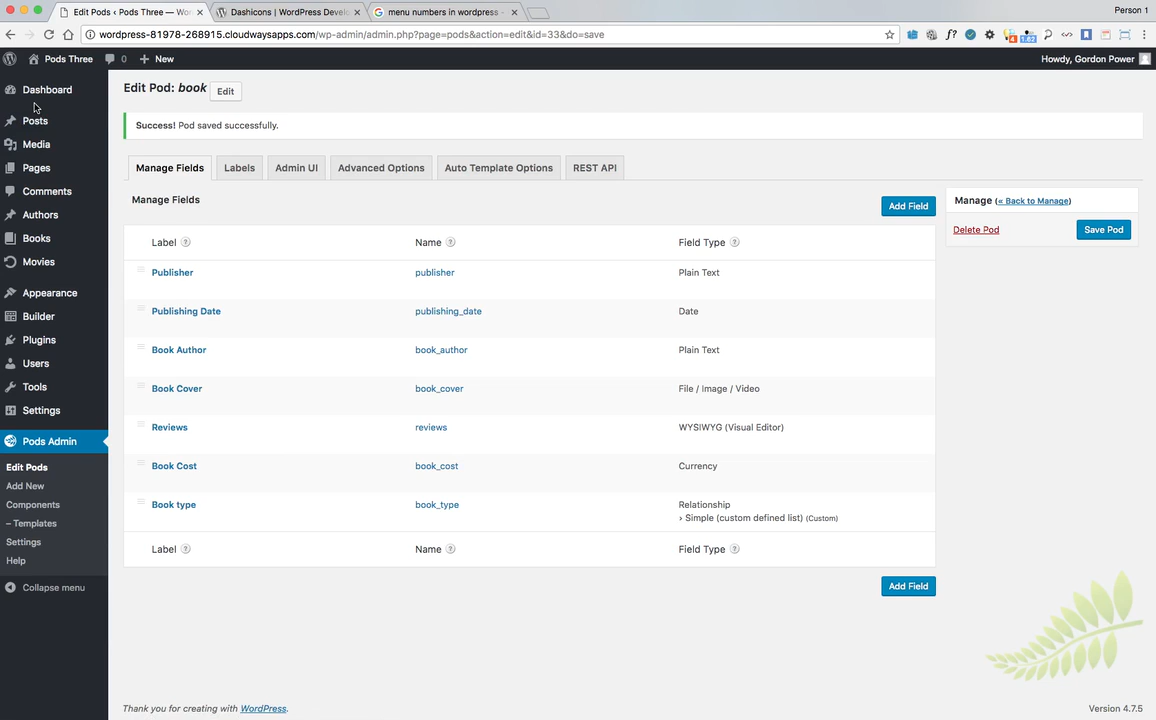 Edit Pods ‹ Pods Three — Wor
Dashicons | WordPress Develo
menu numbers in wordpress -
Person 1
wordpress-81978-268915.cloudwaysapps.com/wp-admin/admin.php?page=pods&action=edit&id=33&do=save
Pods Three
0
New
Howdy, Gordon Power
Dashboard
Posts
Media
Pages
Comments
Authors
Books
Movies
Appearance
Builder
Plugins
Users
Tools
Settings
Pods Admin
Edit Pods
Add New
Components
– Templates
Settings
Help
Collapse menu
Edit Pod: book Edit
Success! Pod saved successfully.
Manage Fields Labels Admin UI Advanced Options Auto Template Options REST API
Manage Fields
Add Field
Label Name Field Type
Publisher publisher Plain Text
Publishing Date publishing_date Date
Book Author book_author Plain Text
Book Cover book_cover File / Image / Video
Reviews reviews WYSIWYG (Visual Editor)
Book Cost book_cost Currency
Book type book_type Relationship
› Simple (custom defined list) (Custom)
Label Name Field Type
Add Field
Manage (« Back to Manage)
Delete Pod Save Pod
Thank you for creating with WordPress.
Version 4.7.5